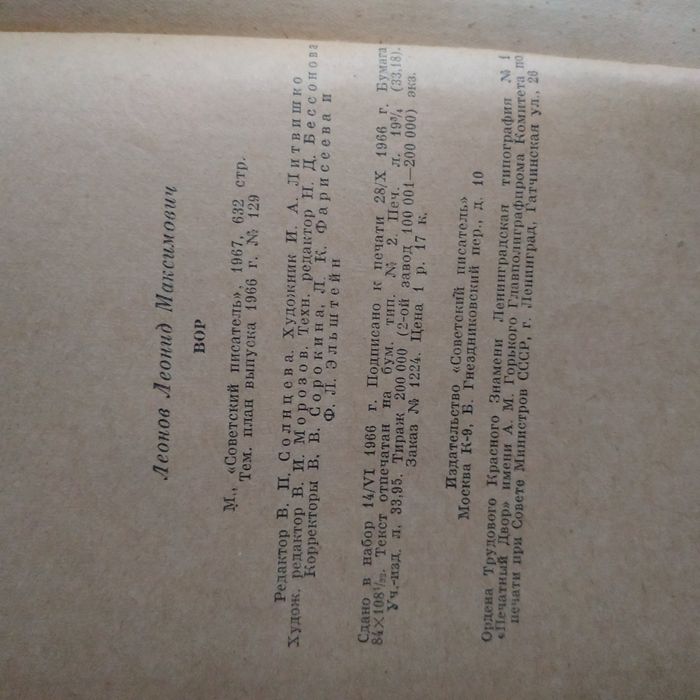 Леонов Леонид Максимович
ВОР
М., «Советский писатель», 1967, 632 стр.
Тем. план выпуска 1966 г. № 129
Редактор В. П. Солнцева. Художник И. А. Литвишко
Худож. редактор В. И. Морозов. Техн. редактор Н. Д. Бессонова
Корректоры В. В. Сорокина, Л. К. Фарисеева и
Ф. Л. Эльштейн
Сдано в набор 14/VI 1966 г. Подписано к печати 28/X 1966 г. Бумага
84×108¹/₃₂. Текст отпечатан на бум. тип. № 2. Печ. л. 19³/₄ (33,18).
Уч.-изд. л. 33,95. Тираж 200 000 (2-ой завод 100 001—200 000) экз.
Заказ № 1224. Цена 1 р. 17 к.
Издательство «Советский писатель»
Москва К-9, Б. Гнездниковский пер., д. 10
Ордена Трудового Красного Знамени Ленинградская типография № 1
«Печатный Двор» имени А. М. Горького Главполиграфпрома Комитета по
печати при Совете Министров СССР, г. Ленинград, Гатчинская ул., 26